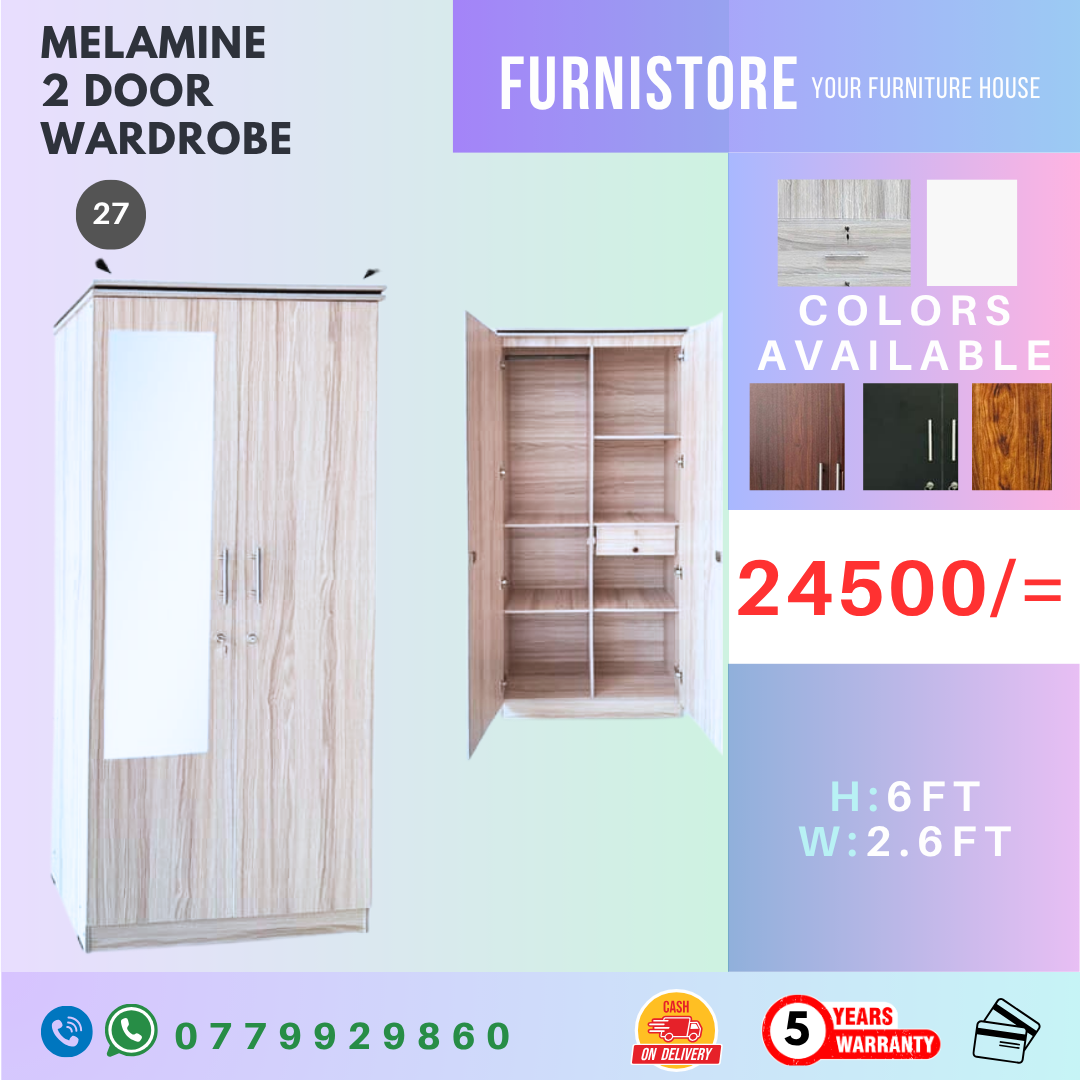 MELAMINE
2 DOOR
WARDROBE
FURNISTORE YOUR FURNITURE HOUSE
27
COLORS
AVAILABLE
24500/=
H:6FT
W:2.6FT
0779929860
CASH
ON DELIVERY
5 YEARS
WARRANTY